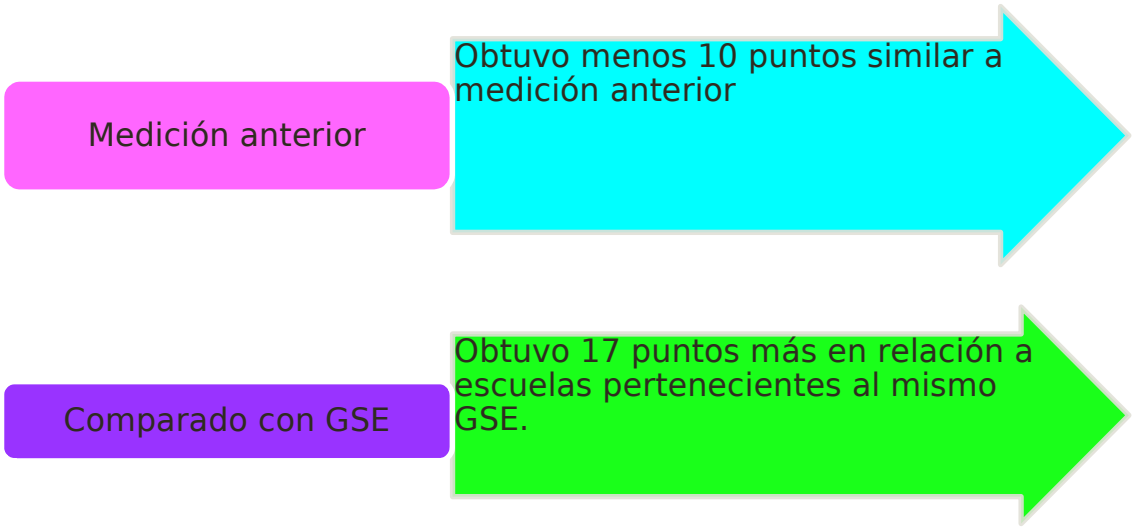 Medición anterior
Obtuvo menos 10 puntos similar a
medición anterior
Comparado con GSE
Obtuvo 17 puntos más en relación a
escuelas pertenecientes al mismo
GSE.